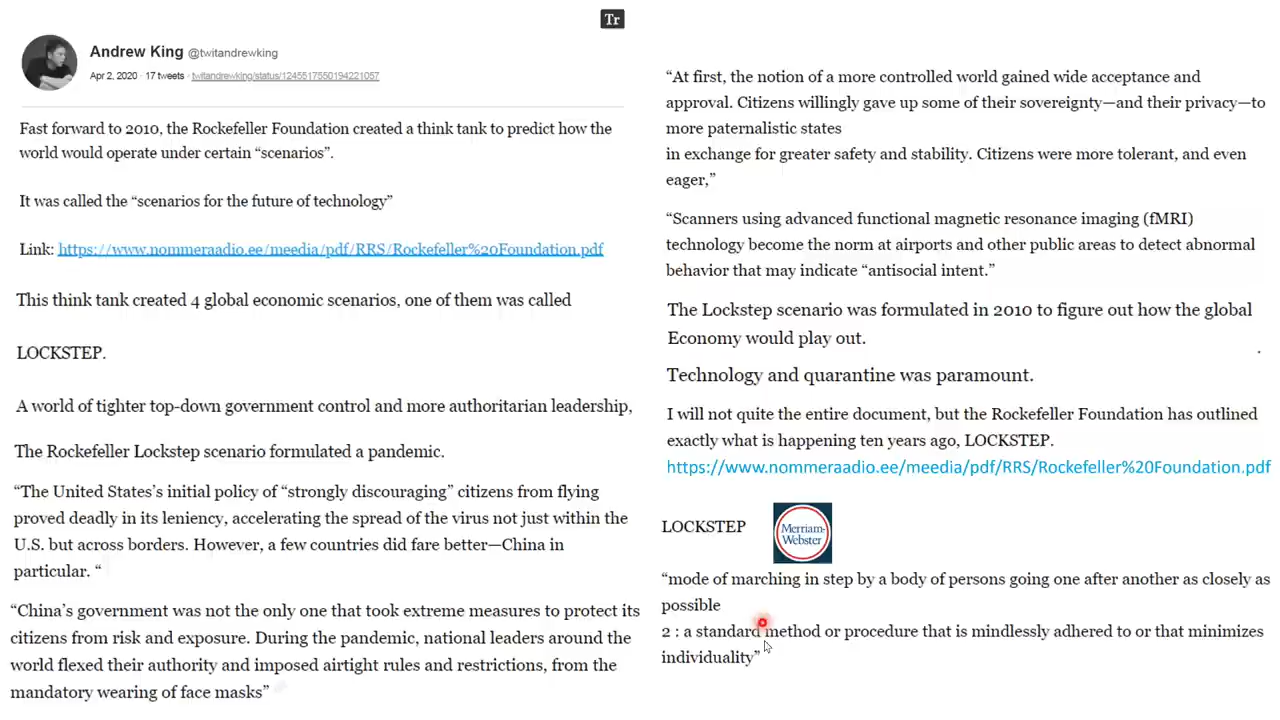 Tr
Andrew King @twitandrewking
Apr 2, 2020 · 17 tweets · twitandrewking/status/1245517550194221057
Fast forward to 2010, the Rockefeller Foundation created a think tank to predict how the
world would operate under certain “scenarios”.
It was called the “scenarios for the future of technology”
Link: https://www.nommeraadio.ee/meedia/pdf/RRS/Rockefeller%20Foundation.pdf
This think tank created 4 global economic scenarios, one of them was called
LOCKSTEP.
A world of tighter top-down government control and more authoritarian leadership,
The Rockefeller Lockstep scenario formulated a pandemic.
“The United States’s initial policy of “strongly discouraging” citizens from flying
proved deadly in its leniency, accelerating the spread of the virus not just within the
U.S. but across borders. However, a few countries did fare better—China in
particular. “
“China’s government was not the only one that took extreme measures to protect its
citizens from risk and exposure. During the pandemic, national leaders around the
world flexed their authority and imposed airtight rules and restrictions, from the
mandatory wearing of face masks”
“At first, the notion of a more controlled world gained wide acceptance and
approval. Citizens willingly gave up some of their sovereignty—and their privacy—to
more paternalistic states
in exchange for greater safety and stability. Citizens were more tolerant, and even
eager,”
“Scanners using advanced functional magnetic resonance imaging (fMRI)
technology become the norm at airports and other public areas to detect abnormal
behavior that may indicate “antisocial intent.”
The Lockstep scenario was formulated in 2010 to figure out how the global
Economy would play out.
Technology and quarantine was paramount.
I will not quite the entire document, but the Rockefeller Foundation has outlined
exactly what is happening ten years ago, LOCKSTEP.
https://www.nommeraadio.ee/meedia/pdf/RRS/Rockefeller%20Foundation.pdf
LOCKSTEP
Merriam-
Webster
“mode of marching in step by a body of persons going one after another as closely as
possible
2 : a standard method or procedure that is mindlessly adhered to or that minimizes
individuality”